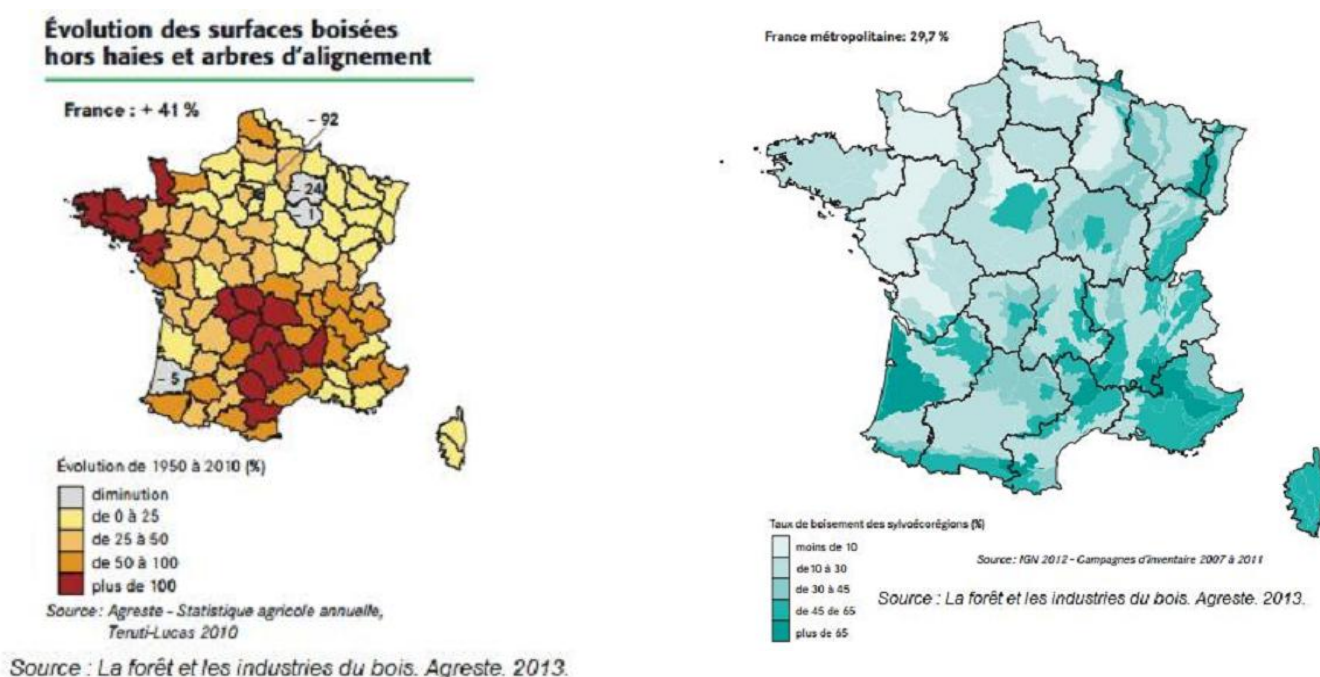 Évolution des surfaces boisées
hors haies et arbres d'alignement
France : + 41 %
- 92
- 24
- 1
- 5
Évolution de 1950 à 2010 (%)
diminution
de 0 à 25
de 25 à 50
de 50 à 100
plus de 100
Source : Agreste - Statistique agricole annuelle,
Teruti-Lucas 2010
Source : La forêt et les industries du bois. Agreste. 2013.
France métropolitaine: 29,7 %
Taux de boisement des sylvoécorégions (%)
moins de 10
de10 à 30
de 30 à 45
de 45 de 65
plus de 65
Source : IGN 2012 - Campagnes d'inventaire 2007 à 2011
Source : La forêt et les industries du bois. Agreste. 2013.